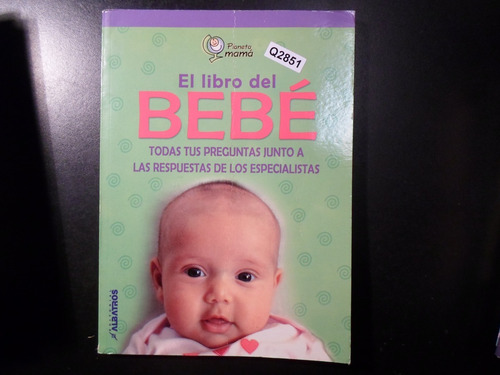 Planeta
mamá
Q2851
El libro del
BEBÉ
TODAS TUS PREGUNTAS JUNTO A
LAS RESPUESTAS DE LOS ESPECIALISTAS
ALBATROS